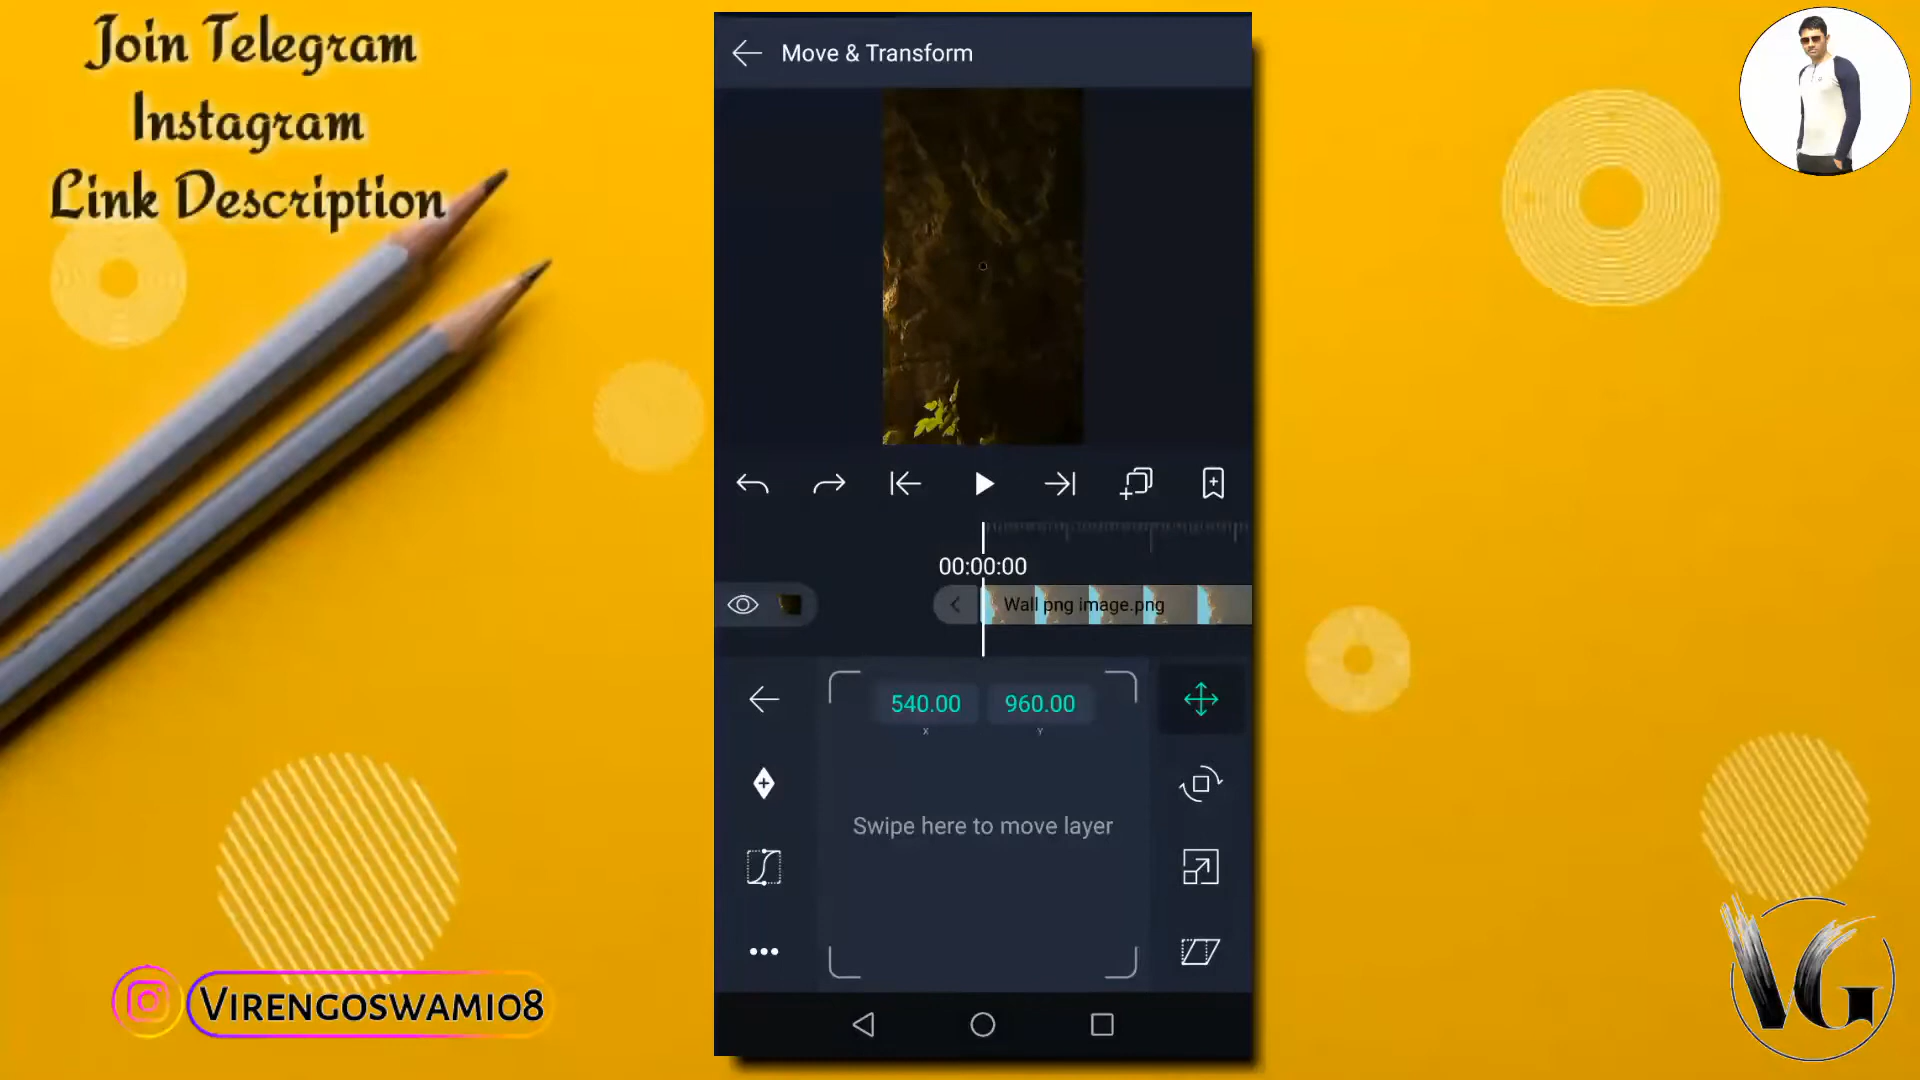 Join Telegram
Instagram
Link Description
Move & Transform
00:00:00
Wall png image.png
540.00 960.00
x Y
Swipe here to move layer
VIRENGOSWAMI08
VG